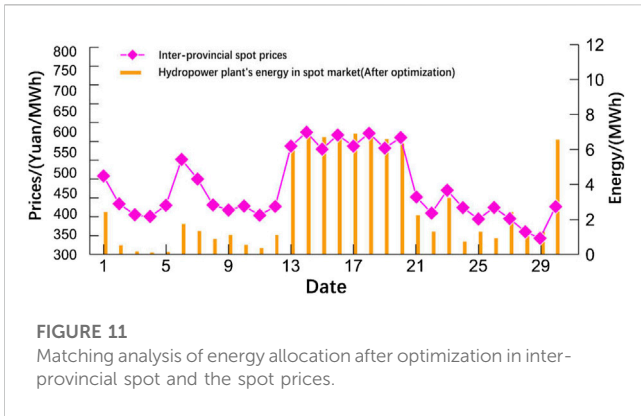 Inter-provincial spot prices
Hydropower plant's energy in spot market(After optimization)
Prices/(Yuan/MWh)
800
750
700
650
600
550
500
450
400
350
300
Energy/(MWh)
12
10
8
6
4
2
0
1 5 9 13 17 21 25 29
Date
FIGURE 11
Matching analysis of energy allocation after optimization in inter-
provincial spot and the spot prices.